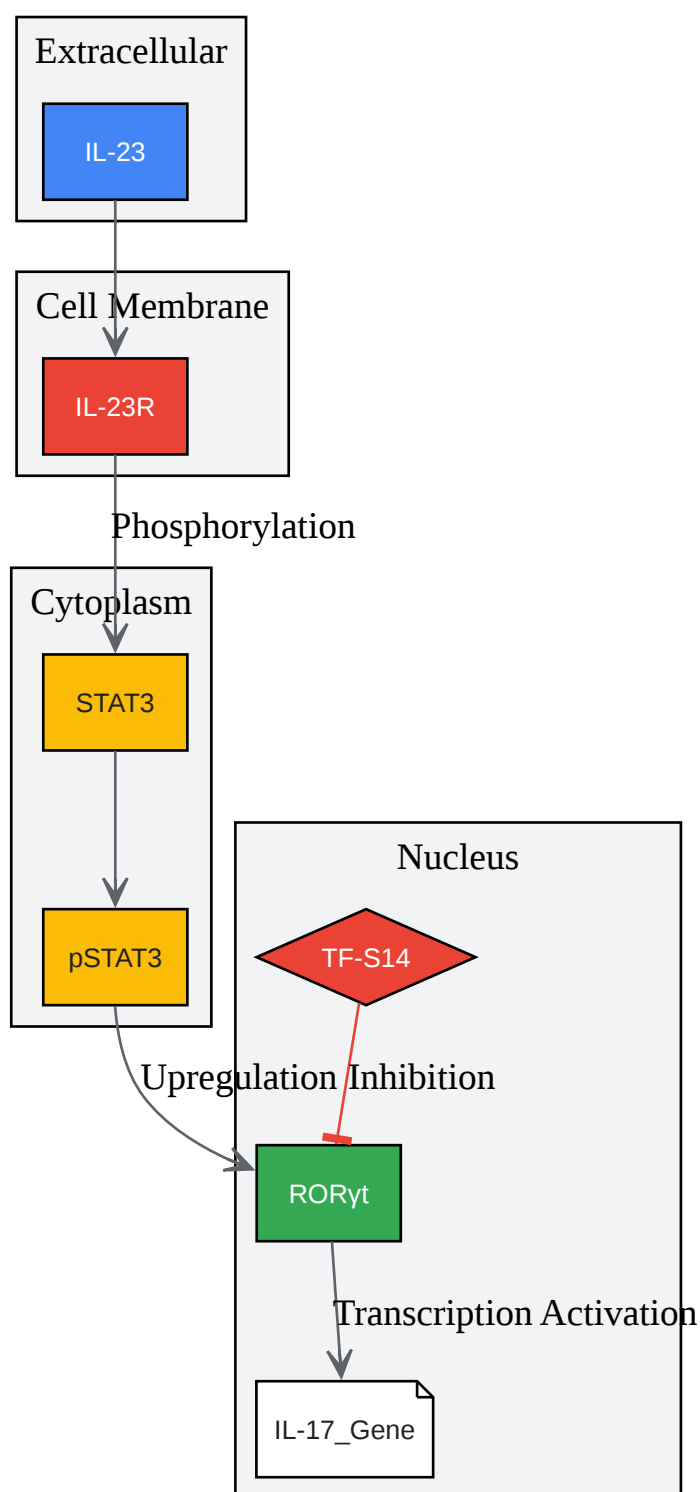 Extracellular
IL-23
Cell Membrane
IL-23R
Phosphorylation
Cytoplasm
STAT3
Nucleus
pSTAT3
TF-S14
Upregulation
Inhibition
RORγt
Transcription Activation
IL-17_Gene